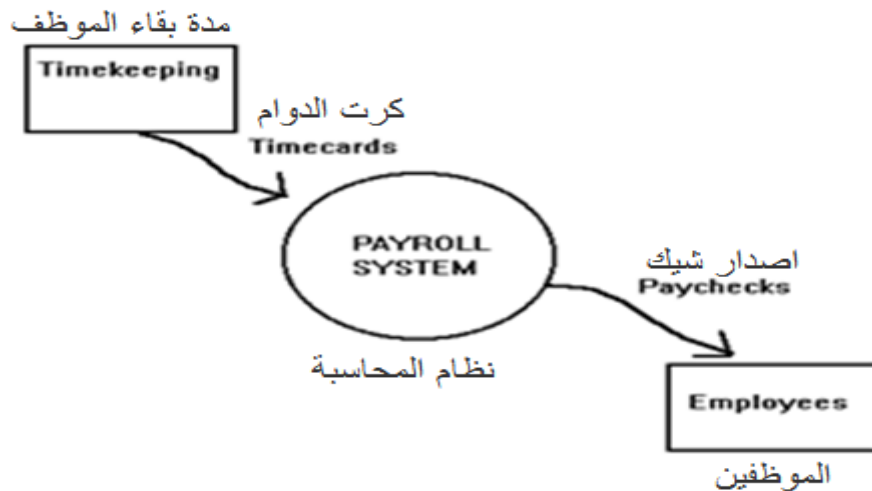 مدة بقاء الموظف
Timekeeping
كرت الدوام
Timecards
PAYROLL
SYSTEM
اصدار شيك
Paychecks
نظام المحاسبة
Employees
الموظفين